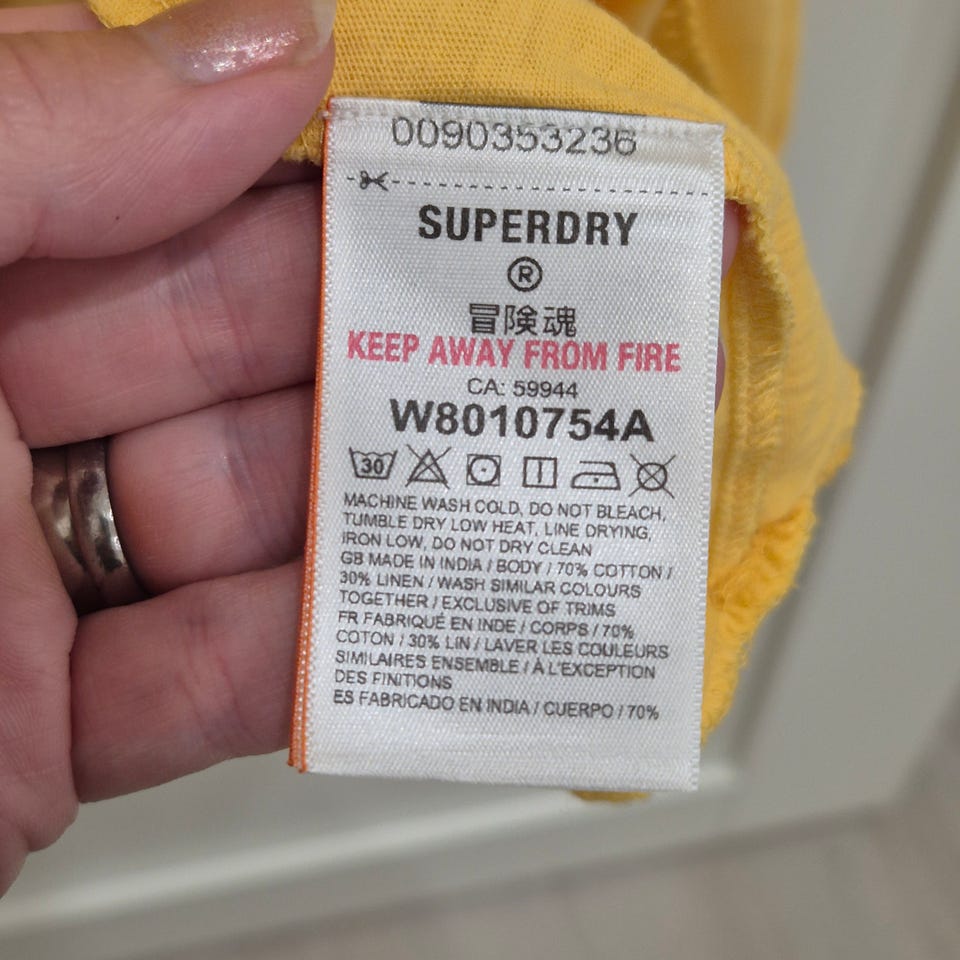 0090353236
SUPERDRY
®
冒険魂
KEEP AWAY FROM FIRE
CA: 59944
W8010754A
30
MACHINE WASH COLD, DO NOT BLEACH,
TUMBLE DRY LOW HEAT, LINE DRYING,
IRON LOW, DO NOT DRY CLEAN
GB MADE IN INDIA / BODY / 70% COTTON /
30% LINEN / WASH SIMILAR COLOURS
TOGETHER / EXCLUSIVE OF TRIMS
FR FABRIQUÉ EN INDE / CORPS / 70%
COTON / 30% LIN / LAVER LES COULEURS
SIMILAIRES ENSEMBLE / À L'EXCEPTION
DES FINITIONS
ES FABRICADO EN INDIA / CUERPO / 70%